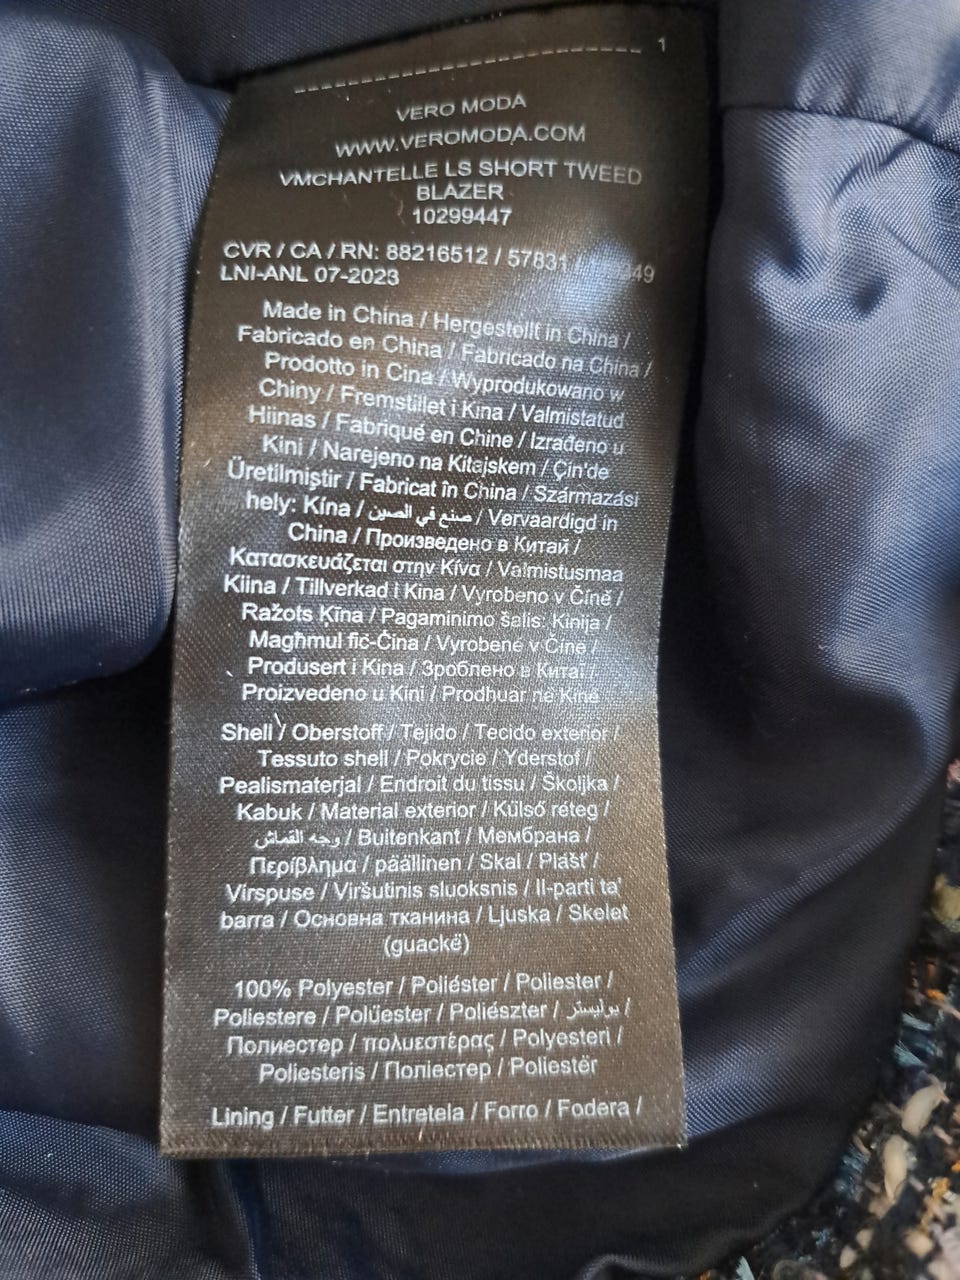 1
VERO MODA
WWW.VEROMODA.COM
VMCHANTELLE LS SHORT TWEED
BLAZER
10299447
CVR / CA / RN: 88216512 / 57831 /
LNI-ANL 07-2023
Made in China / Hergestellt in China /
Fabricado en China / Fabricado na China /
Prodotto in Cina / Wyprodukowano w
Chiny / Fremstillet i Kina / Valmistatud
Hiinas / Fabriqué en Chine / Izrađeno u
Kini / Narejeno na Kitajskem / Çin'de
Üretilmiştir / Fabricat în China / Származási
hely: Kína / صنع في الصين / Vervaardigd in
China / Произведено в Китай /
Κατασκευάζεται στην Κίνα / Valmistusmaa
Kiina / Tillverkad i Kina / Vyrobeno v Číně /
Ražots Ķīna / Pagaminimo šalis: Kinija /
Magħmul fiċ-Ċina / Vyrobené v Číne /
Produsert i Kina / Зроблено в Китаї /
Proizvedeno u Kini / Prodhuar në Kinë
Shell / Oberstoff / Tejido / Tecido exterior /
Tessuto shell / Pokrycie / Yderstof /
Pealismaterjal / Endroit du tissu / Školjka /
Kabuk / Material exterior / Külső réteg /
وجه القماش / Buitenkant / Мембрана /
Περίβλημα / päällinen / Skal / Plášť /
Virspuse / Viršutinis sluoksnis / Il-parti ta'
barra / Основна тканина / Ljuska / Skelet
(guackë)
100% Polyester / Poliéster / Poliester /
Poliestere / Polüester / Poliészter / بوليستر /
Полиестер / πολυεστέρας / Polyesteri /
Poliesteris / Поліестер / Poliestër
Lining / Futter / Entretela / Forro / Fodera /